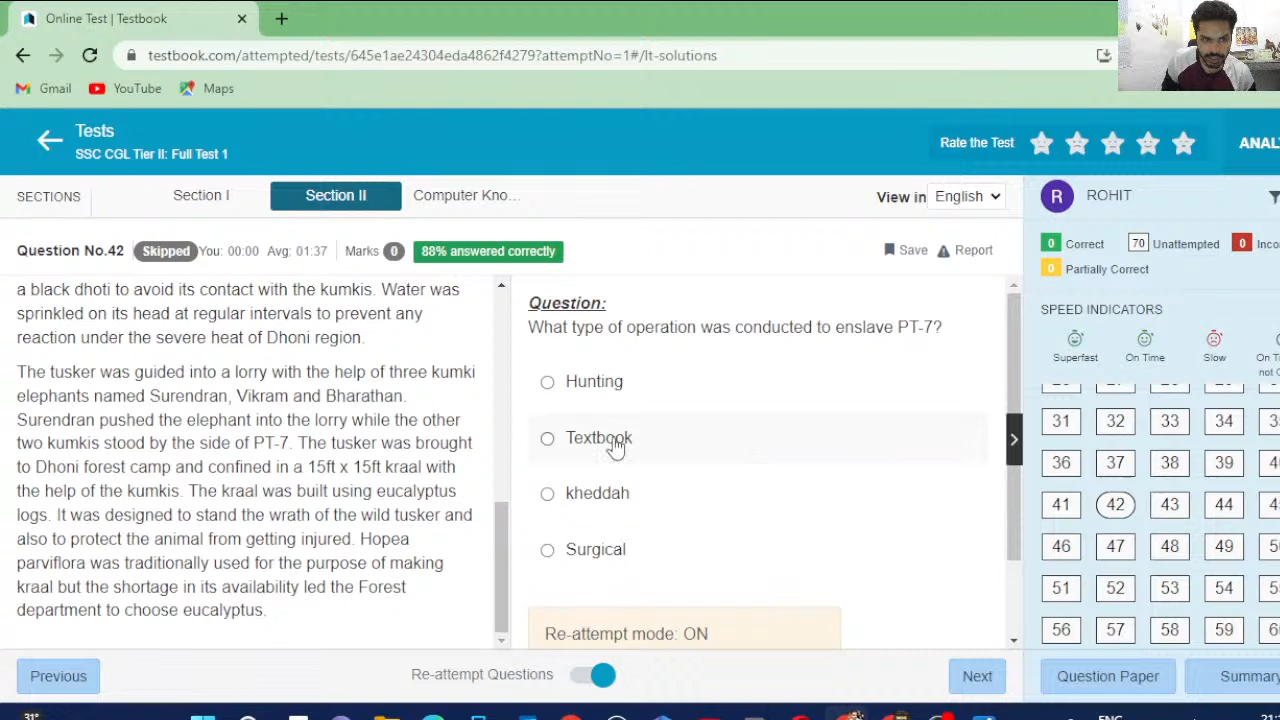 Online Test | Testbook
testbook.com/attempted/tests/645e1ae24304eda4862f4279?attemptNo=1#/lt-solutions
Gmail YouTube Maps
Tests
SSC CGL Tier II: Full Test 1
Rate the Test
SECTIONS Section I Section II Computer Kno... View in English
Question No.42 Skipped You: 00:00 Avg: 01:37 Marks 0 88% answered correctly Save Report
a black dhoti to avoid its contact with the kumkis. Water was
sprinkled on its head at regular intervals to prevent any
reaction under the severe heat of Dhoni region.
The tusker was guided into a lorry with the help of three kumki
elephants named Surendran, Vikram and Bharathan.
Surendran pushed the elephant into the lorry while the other
two kumkis stood by the side of PT-7. The tusker was brought
to Dhoni forest camp and confined in a 15ft x 15ft kraal with
the help of the kumkis. The kraal was built using eucalyptus
logs. It was designed to stand the wrath of the wild tusker and
also to protect the animal from getting injured. Hopea
parviflora was traditionally used for the purpose of making
kraal but the shortage in its availability led the Forest
department to choose eucalyptus.
Question:
What type of operation was conducted to enslave PT-7?
Hunting
Textbook
kheddah
Surgical
Re-attempt mode: ON
Previous Re-attempt Questions Next
R ROHIT
0 Correct 70 Unattempted 0
0 Partially Correct
SPEED INDICATORS
Superfast On Time Slow
31 32 33 34
36 37 38 39
41 42 43 44
46 47 48 49
51 52 53 54
56 57 58 59
Question Paper Summary
31°
ENG